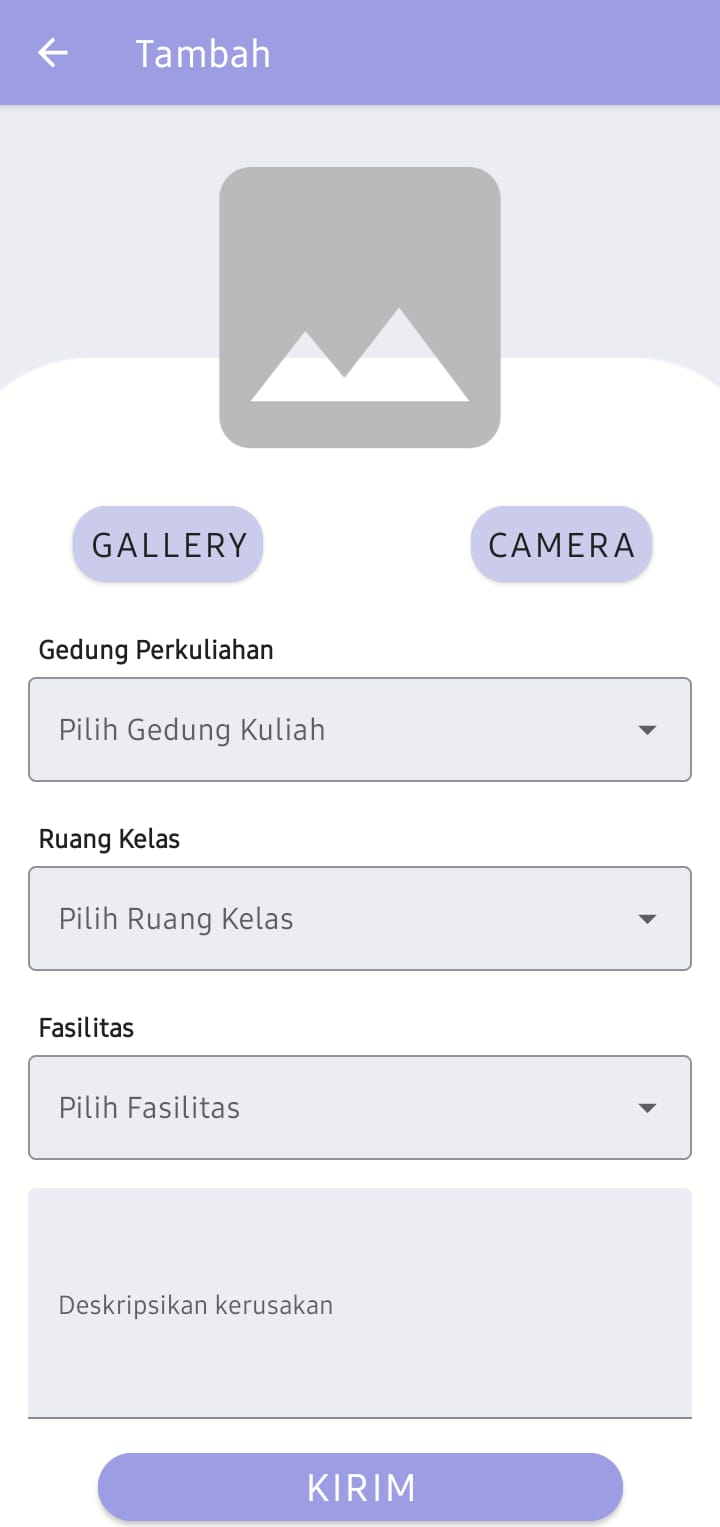 Tambah
GALLERY
CAMERA
Gedung Perkuliahan
Pilih Gedung Kuliah
Ruang Kelas
Pilih Ruang Kelas
Fasilitas
Pilih Fasilitas
Deskripsikan kerusakan
KIRIM